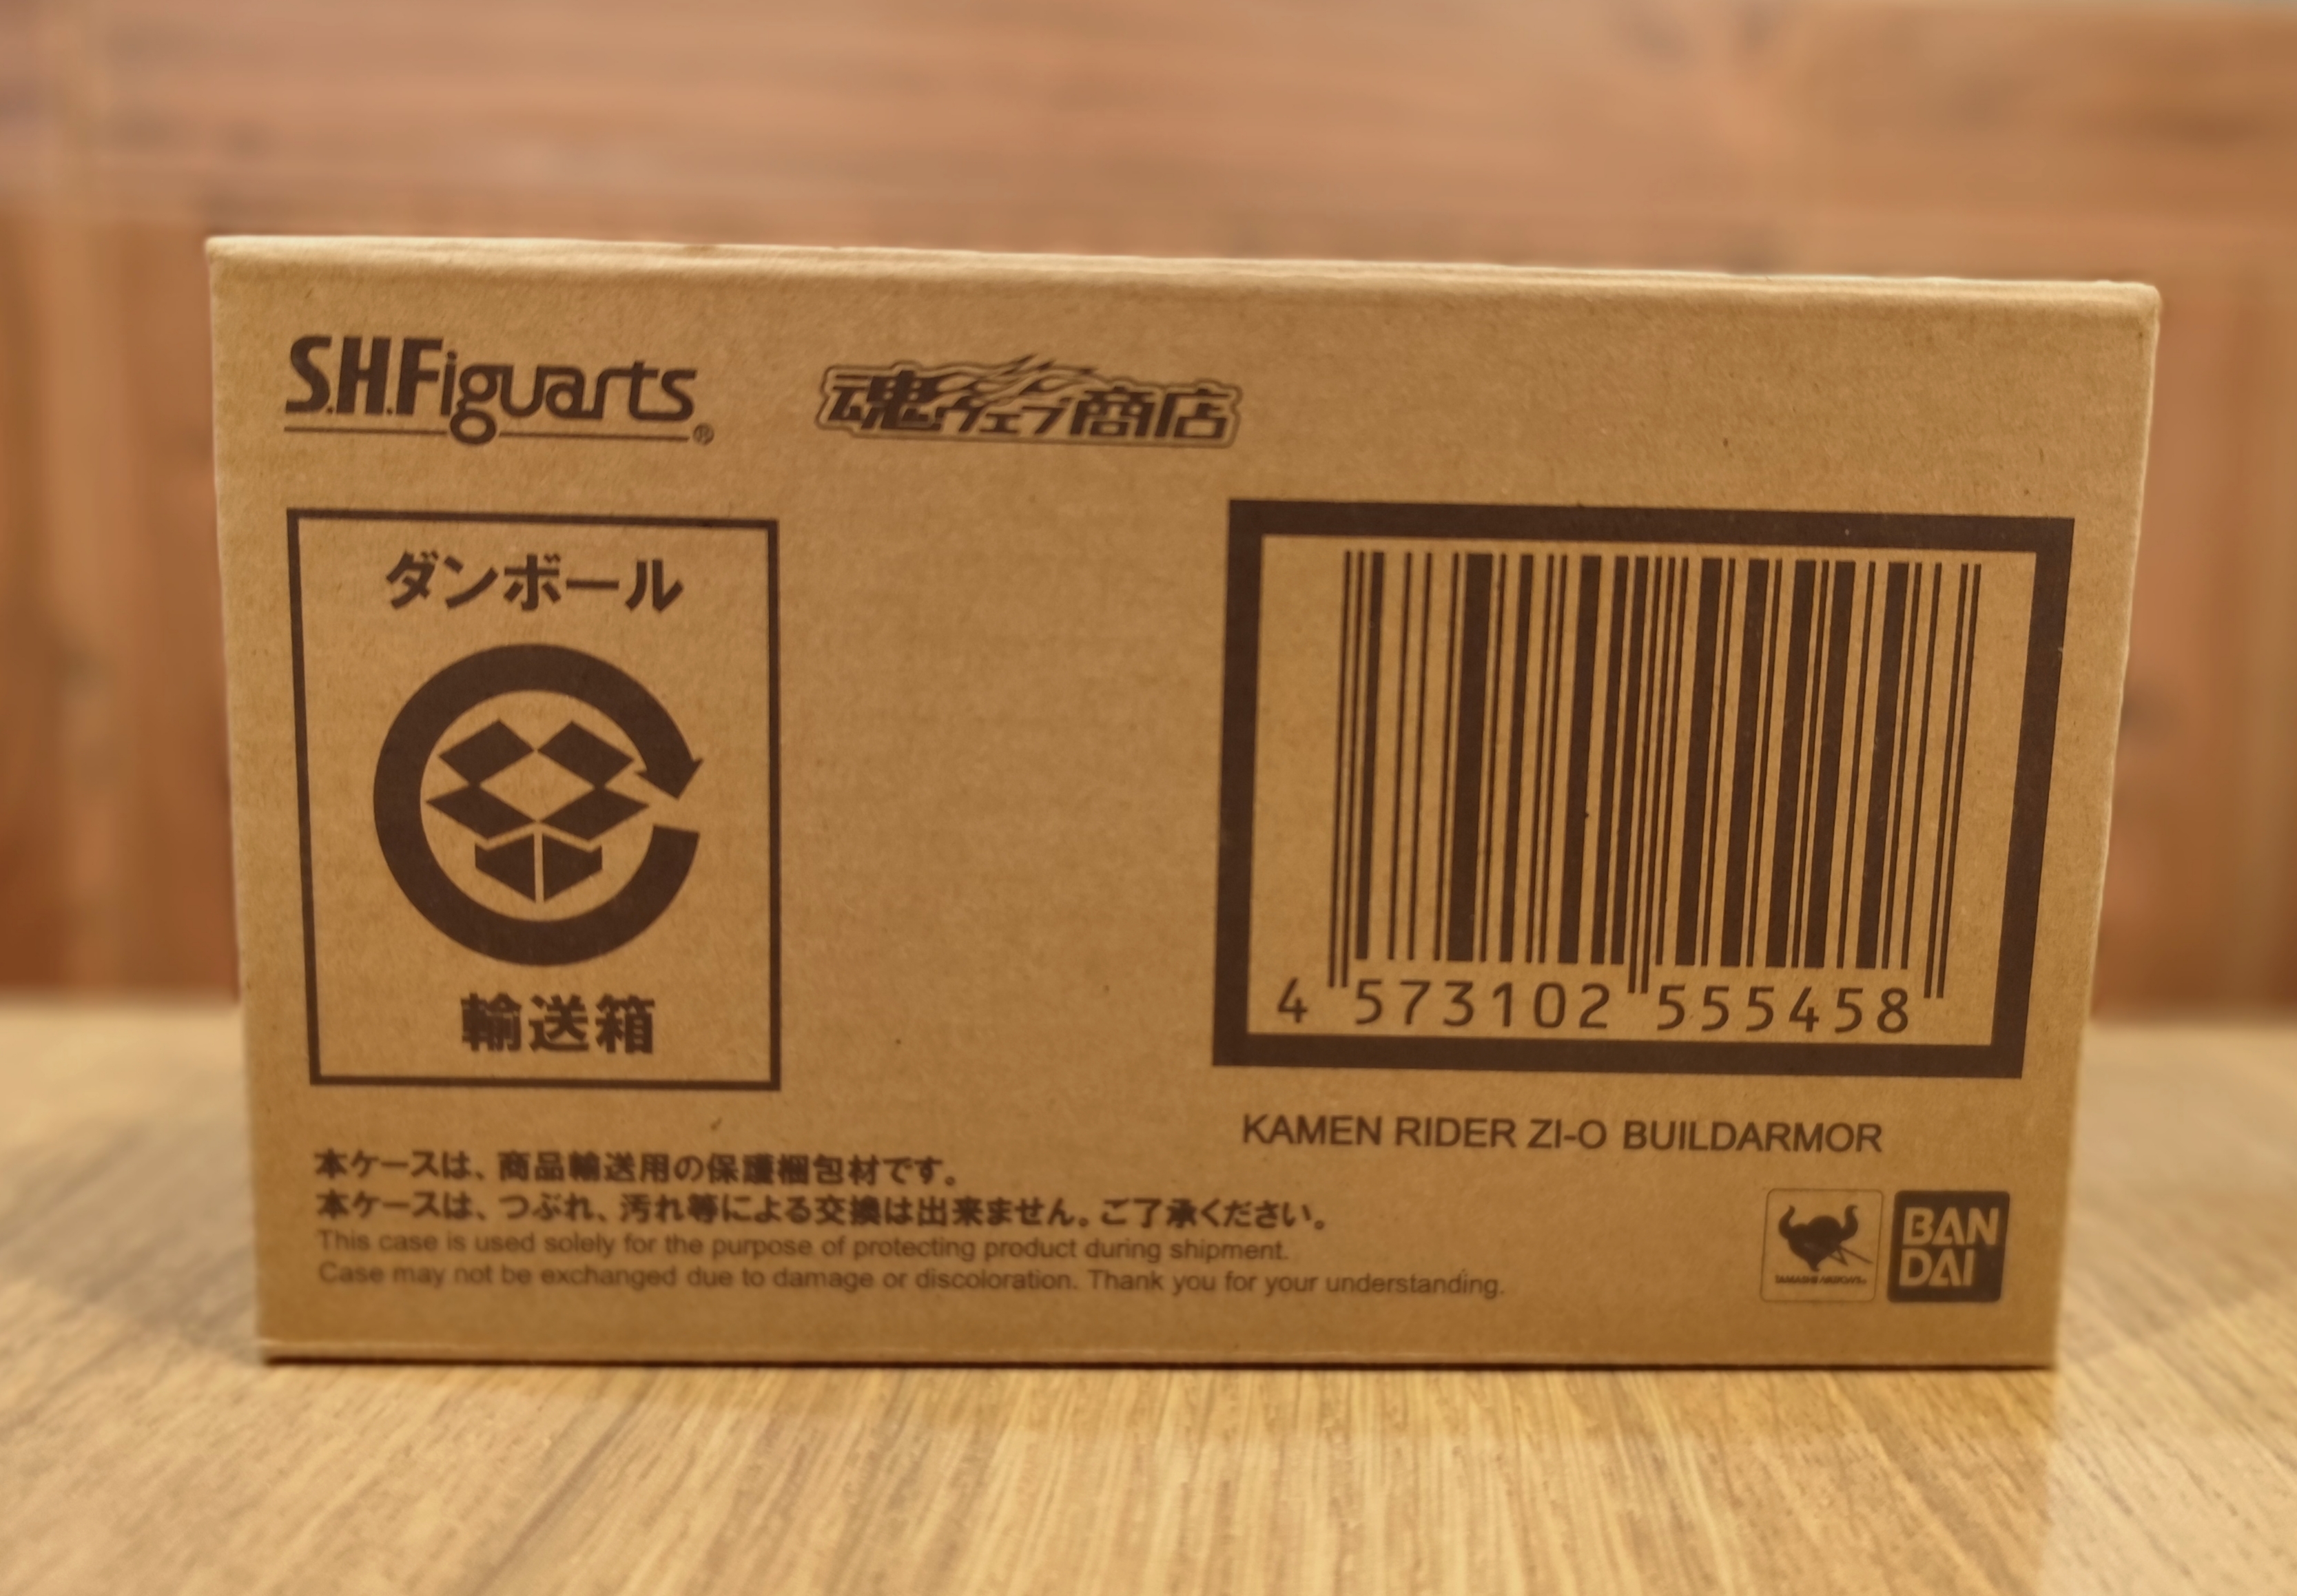 S.H.Figuarts®
魂ウェブ商店
ダンボール
輸送箱
4 573102 555458
KAMEN RIDER ZI-O BUILDARMOR
本ケースは、商品輸送用の保護梱包材です。
本ケースは、つぶれ、汚れ等による交換は出来ません。ご了承ください。
This case is used solely for the purpose of protecting product during shipment.
Case may not be exchanged due to damage or discoloration. Thank you for your understanding.
TAMASHII NATIONS
BAN
DAI